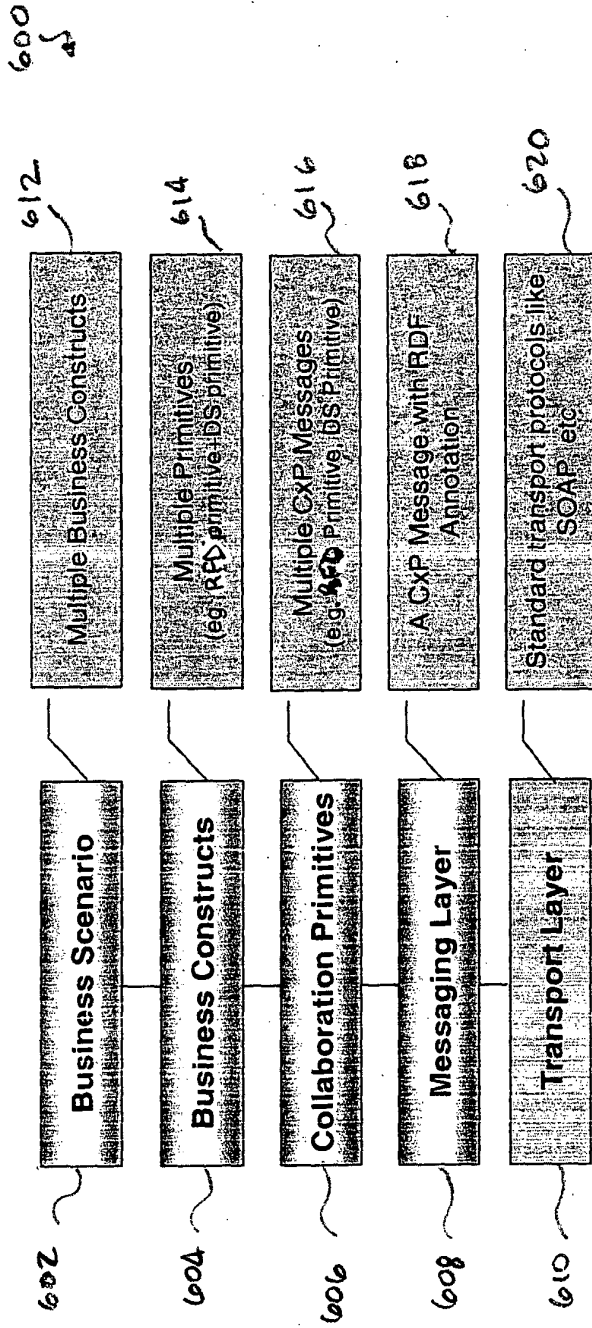 600
602
Business Scenario
Multiple Business Constructs
612
604
Business Constructs
Multiple Primitives
(eg. RFD primitive+DS primitive)
614
606
Collaboration Primitives
Multiple CxP Messages
(e.g. RFD Primitive, DS Primitive)
616
608
Messaging Layer
A CxP Message with RDF
Annotation
618
610
Transport Layer
Standard transport protocols like
SOAP etc
620